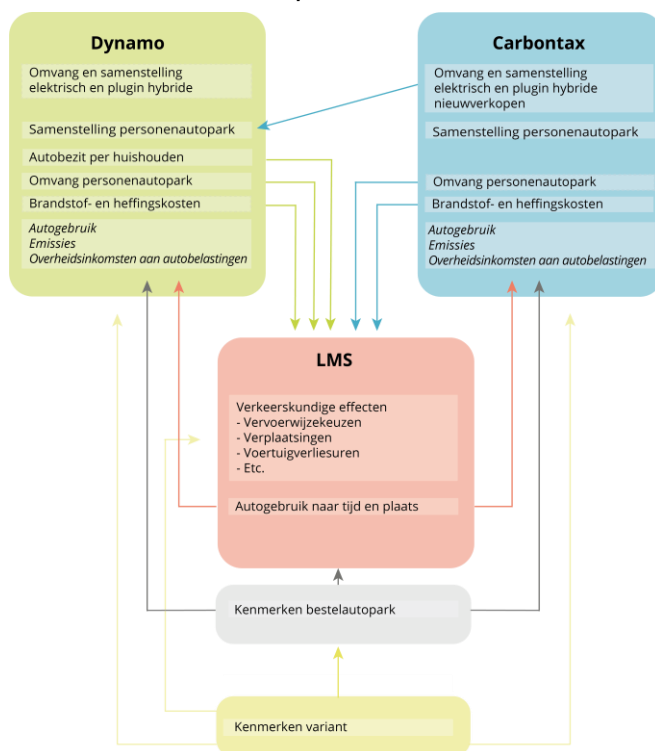 Dynamo
Omvang en samenstelling
elektrisch en plugin hybride
Samenstelling personenautopark
Autobezit per huishouden
Omvang personenautopark
Brandstof- en heffingskosten
Autogebruik
Emissies
Overheidsinkomsten aan autobelastingen
Carbontax
Omvang en samenstelling
elektrisch en plugin hybride
nieuwverkopen
Samenstelling personenautopark
Omvang personenautopark
Brandstof- en heffingskosten
Autogebruik
Emissies
Overheidsinkomsten aan autobelastingen
LMS
Verkeerskundige effecten
- Vervoerwijzekeuzen
- Verplaatsingen
- Voertuigverliesuren
- Etc.
Autogebruik naar tijd en plaats
Kenmerken bestelautopark
Kenmerken variant